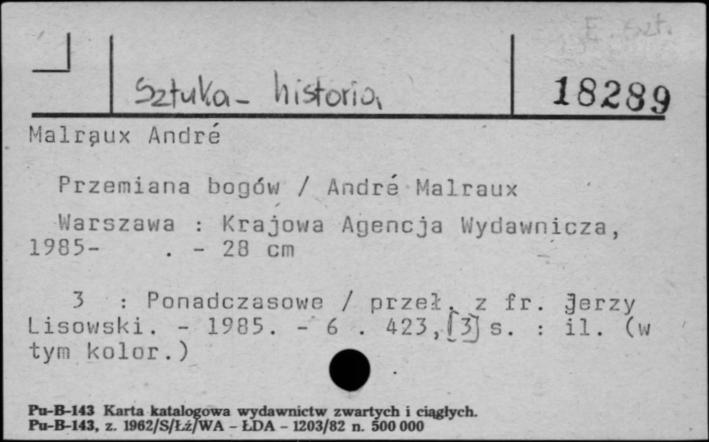 E. Szt.
Sztuka - historia
18289
Malraux André
Przemiana bogów / André Malraux
Warszawa : Krajowa Agencja Wydawnicza,
1985-    . - 28 cm
3  : Ponadczasowe / przeł. z fr. Jerzy
Lisowski. - 1985. - 6 . 423,[3] s. : il. (w
tym kolor.)
Pu-B-143 Karta katalogowa wydawnictw zwartych i ciągłych.
Pu-B-143, z. 1962/S/Łż/WA - ŁDA - 1203/82 n. 500 000